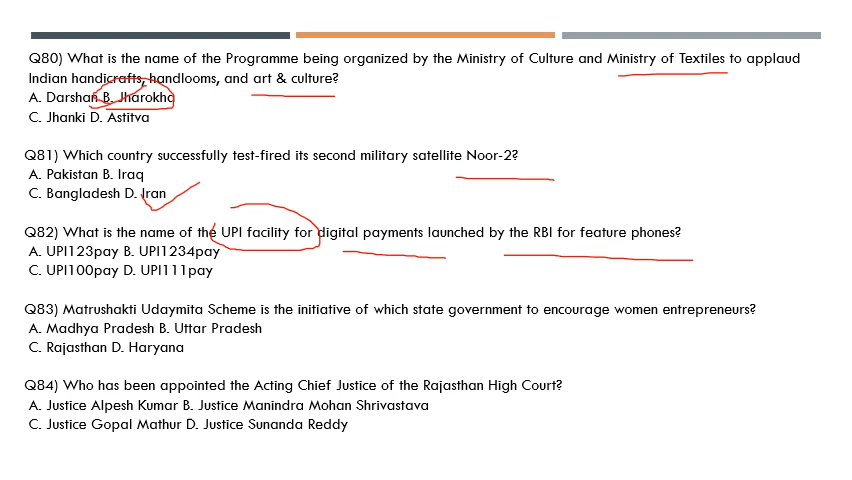 Q80) What is the name of the Programme being organized by the Ministry of Culture and Ministry of Textiles to applaud
Indian handicrafts, handlooms, and art & culture?
A. Darshan B. Jharokha
C. Jhanki D. Astitva
Q81) Which country successfully test-fired its second military satellite Noor-2?
A. Pakistan B. Iraq
C. Bangladesh D. Iran
Q82) What is the name of the UPI facility for digital payments launched by the RBI for feature phones?
A. UPI123pay B. UPI1234pay
C. UPI100pay D. UPI111pay
Q83) Matrushakti Udaymita Scheme is the initiative of which state government to encourage women entrepreneurs?
A. Madhya Pradesh B. Uttar Pradesh
C. Rajasthan D. Haryana
Q84) Who has been appointed the Acting Chief Justice of the Rajasthan High Court?
A. Justice Alpesh Kumar B. Justice Manindra Mohan Shrivastava
C. Justice Gopal Mathur D. Justice Sunanda Reddy